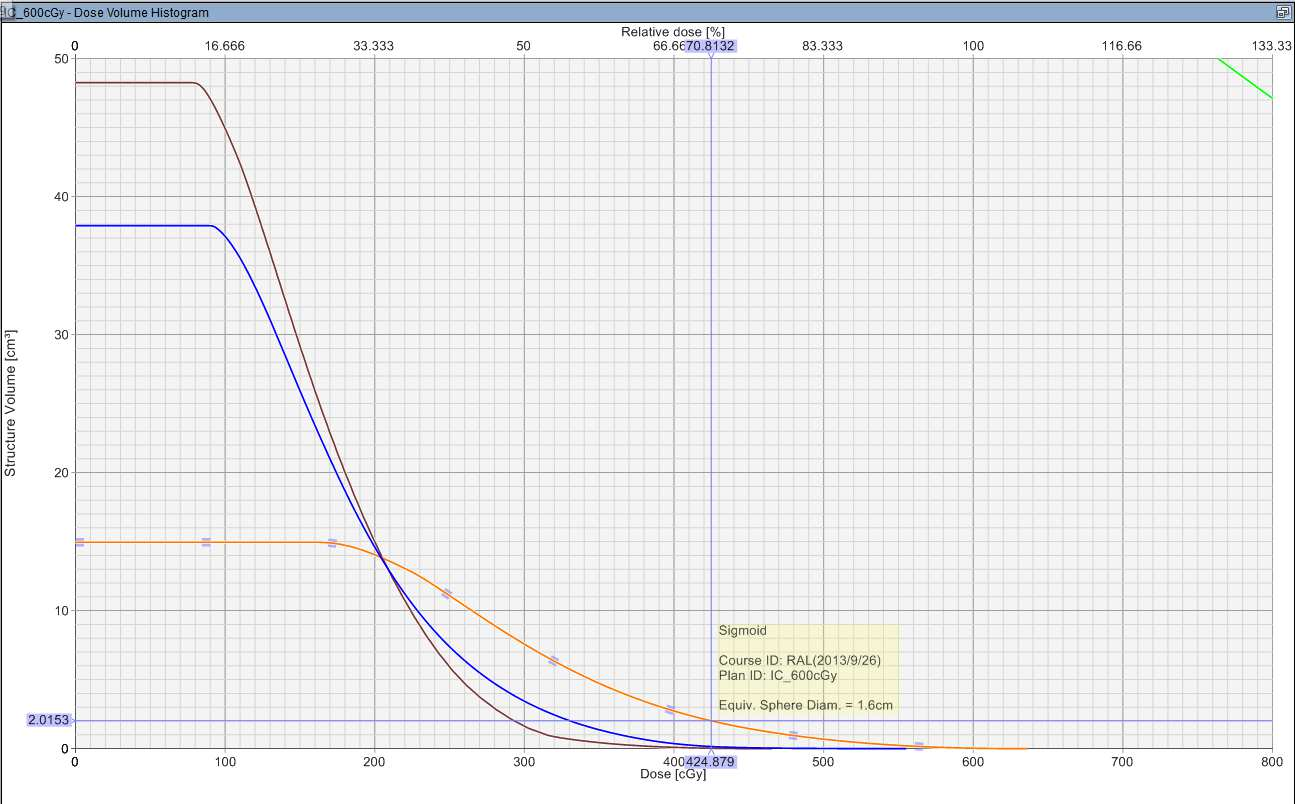 IC_600cGy - Dose Volume Histogram
Relative dose [%]
0 16.666 33.333 50 66.66 70.8132 83.333 100 116.66 133.33
50
40
30
20
10
0
Structure Volume [cm³]
Sigmoid
Course ID: RAL(2013/9/26)
Plan ID: IC_600cGy
Equiv. Sphere Diam. = 1.6cm
2.0153
0 100 200 300 400 424.879 500 600 700 800
Dose [cGy]